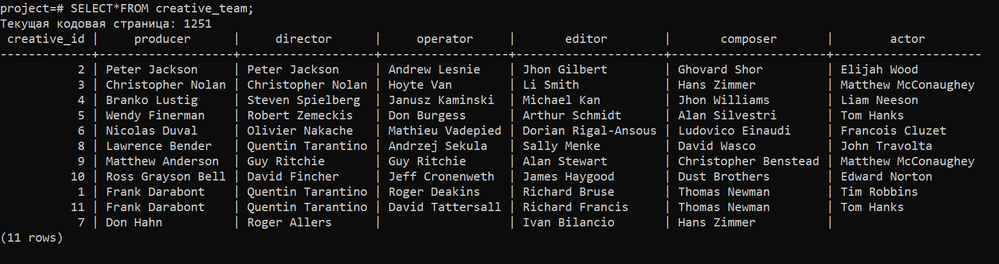 project=# SELECT*FROM creative_team;
Текущая кодовая страница: 1251
 creative_id |     producer      |     director      |     operator     |       editor        |       composer       |        actor
-------------+-------------------+-------------------+------------------+---------------------+----------------------+---------------------
           2 | Peter Jackson     | Peter Jackson     | Andrew Lesnie    | Jhon Gilbert        | Ghovard Shor         | Elijah Wood
           3 | Christopher Nolan | Christopher Nolan | Hoyte Van        | Li Smith            | Hans Zimmer          | Matthew McConaughey
           4 | Branko Lustig     | Steven Spielberg  | Janusz Kaminski  | Michael Kan         | Jhon Williams        | Liam Neeson
           5 | Wendy Finerman    | Robert Zemeckis   | Don Burgess      | Arthur Schmidt      | Alan Silvestri       | Tom Hanks
           6 | Nicolas Duval     | Olivier Nakache   | Mathieu Vadepied | Dorian Rigal-Ansous | Ludovico Einaudi     | Francois Cluzet
           8 | Lawrence Bender   | Quentin Tarantino | Andrzej Sekula   | Sally Menke         | David Wasco          | John Travolta
           9 | Matthew Anderson  | Guy Ritchie       | Guy Ritchie      | Alan Stewart        | Christopher Benstead | Matthew McConaughey
          10 | Ross Grayson Bell | David Fincher     | Jeff Cronenweth  | James Haygood       | Dust Brothers        | Edward Norton
           1 | Frank Darabont    | Quentin Tarantino | Roger Deakins    | Richard Bruse       | Thomas Newman        | Tim Robbins
          11 | Frank Darabont    | Quentin Tarantino | David Tattersall | Richard Francis     | Thomas Newman        | Tom Hanks
           7 | Don Hahn          | Roger Allers      |                  | Ivan Bilancio       | Hans Zimmer          |
(11 rows)